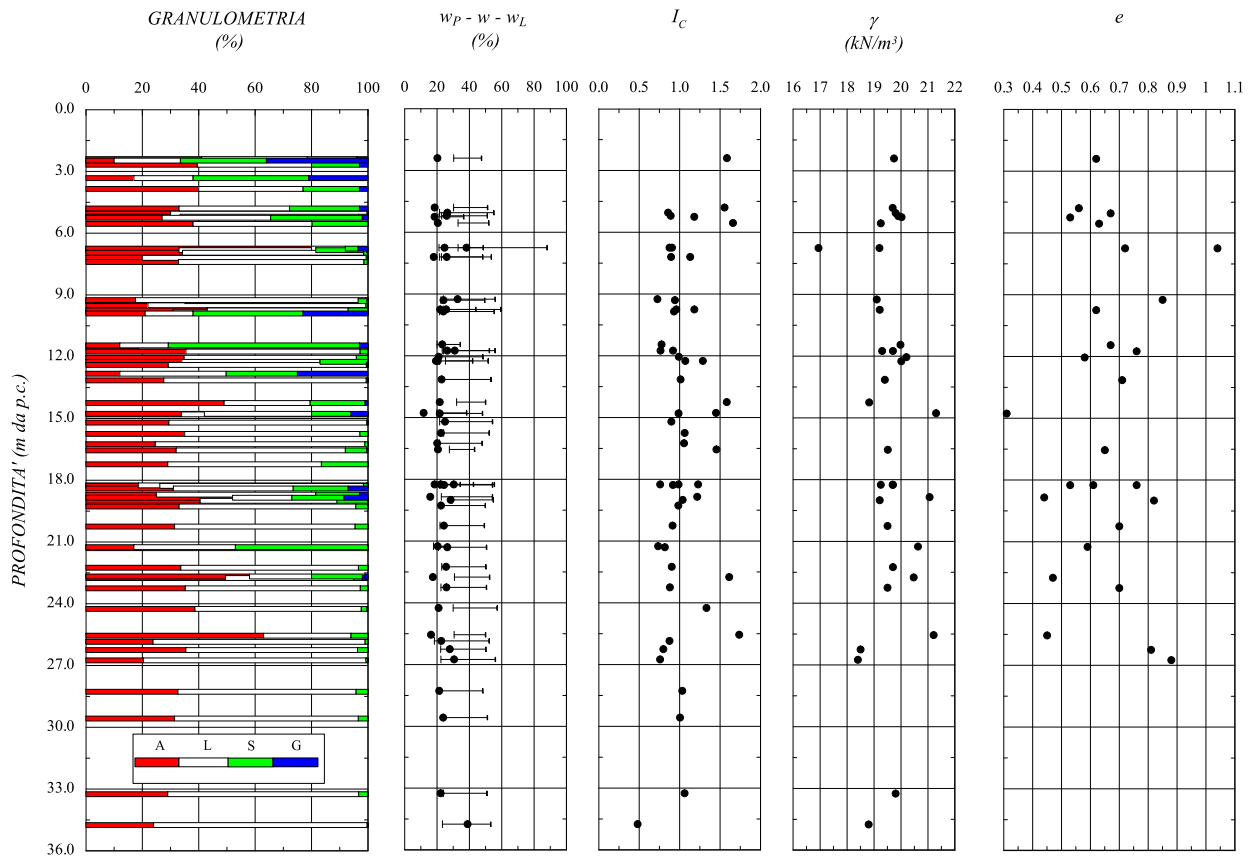 GRANULOMETRIA
(%)
0 20 40 60 80 100
wP - w - wL
(%)
0 20 40 60 80 100
IC
0.0 0.5 1.0 1.5 2.0
γ
(kN/m³)
16 17 18 19 20 21 22
e
0.3 0.4 0.5 0.6 0.7 0.8 0.9 1 1.1
PROFONDITA' (m da p.c.)
0.0
3.0
6.0
9.0
12.0
15.0
18.0
21.0
24.0
27.0
30.0
33.0
36.0
A L S G